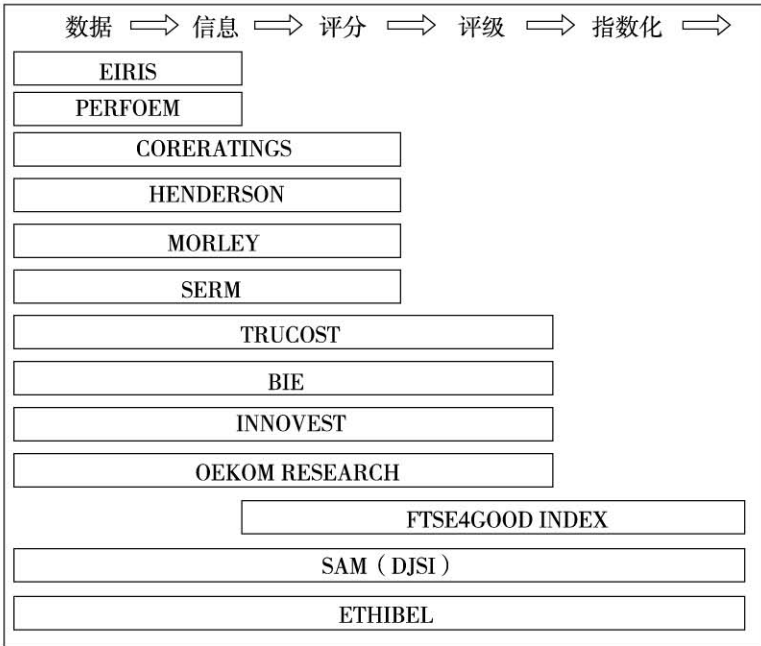 数据 ⇨ 信息 ⇨ 评分 ⇨ 评级 ⇨ 指数化 ⇨
EIRIS
PERFOEM
CORERATINGS
HENDERSON
MORLEY
SERM
TRUCOST
BIE
INNOVEST
OEKOM RESEARCH
FTSE4GOOD INDEX
SAM（DJSI）
ETHIBEL